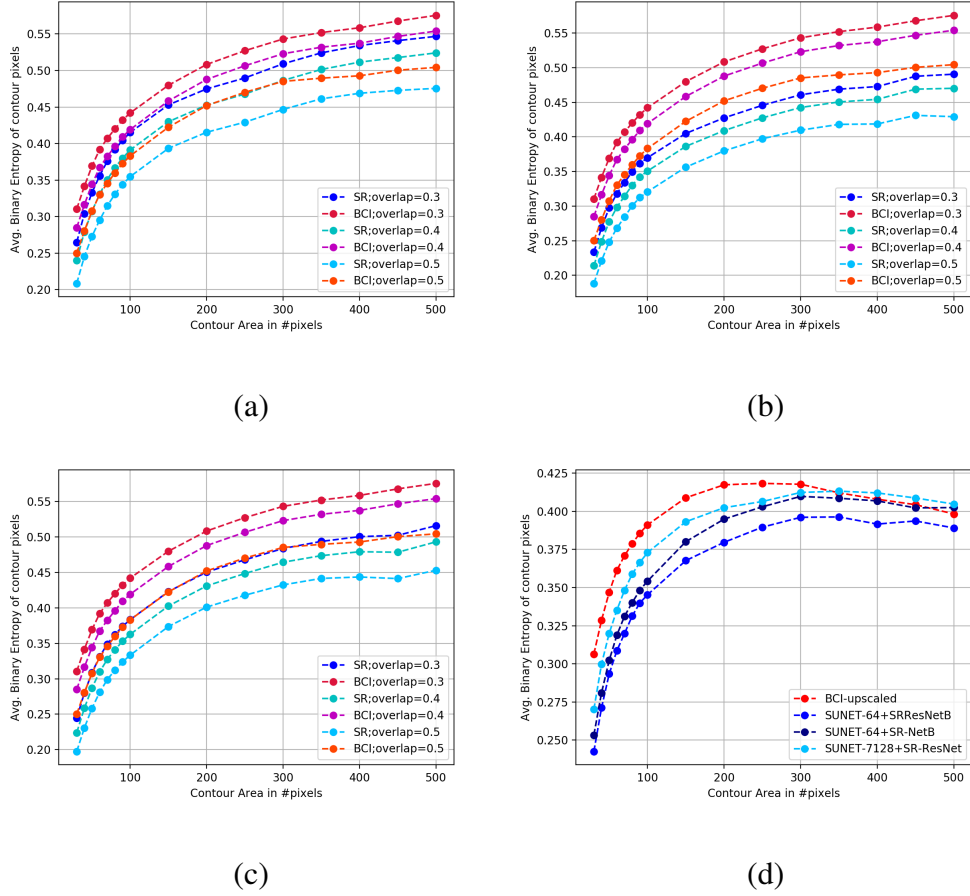 Avg. Binary Entropy of contour pixels
0.55
0.50
0.45
0.40
0.35
0.30
0.25
0.20
SR;overlap=0.3
BCI;overlap=0.3
SR;overlap=0.4
BCI;overlap=0.4
SR;overlap=0.5
BCI;overlap=0.5
100 200 300 400 500
Contour Area in #pixels
(a)
Avg. Binary Entropy of contour pixels
0.55
0.50
0.45
0.40
0.35
0.30
0.25
0.20
SR;overlap=0.3
BCI;overlap=0.3
SR;overlap=0.4
BCI;overlap=0.4
SR;overlap=0.5
BCI;overlap=0.5
100 200 300 400 500
Contour Area in #pixels
(b)
Avg. Binary Entropy of contour pixels
0.55
0.50
0.45
0.40
0.35
0.30
0.25
0.20
SR;overlap=0.3
BCI;overlap=0.3
SR;overlap=0.4
BCI;overlap=0.4
SR;overlap=0.5
BCI;overlap=0.5
100 200 300 400 500
Contour Area in #pixels
(c)
Avg. Binary Entropy of contour pixels
0.425
0.400
0.375
0.350
0.325
0.300
0.275
0.250
BCI-upscaled
SUNET-64+SRResNetB
SUNET-64+SR-NetB
SUNET-7128+SR-ResNet
100 200 300 400 500
Contour Area in #pixels
(d)